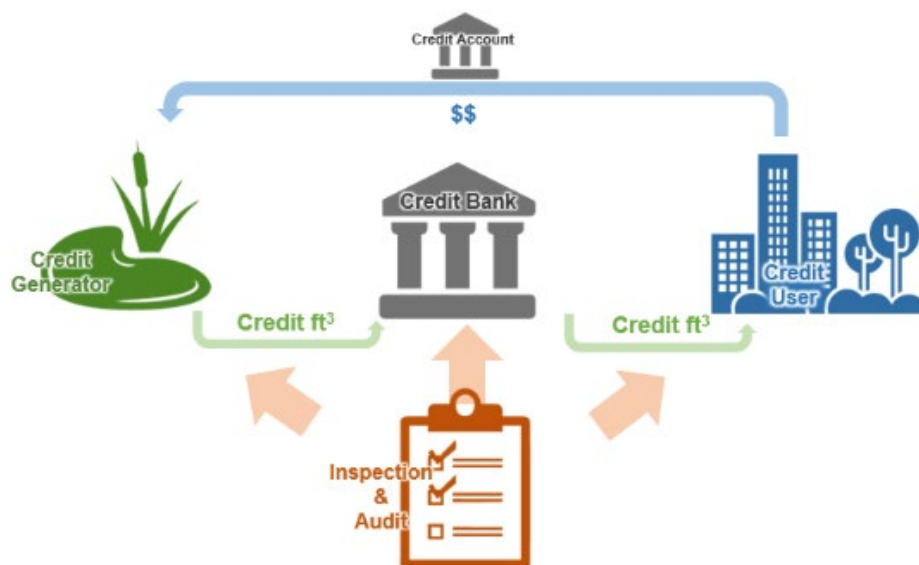 Credit Account
$$
Credit Bank
Credit
Generator
Credit
User
Credit ft³
Credit ft³
Inspection
&
Audit